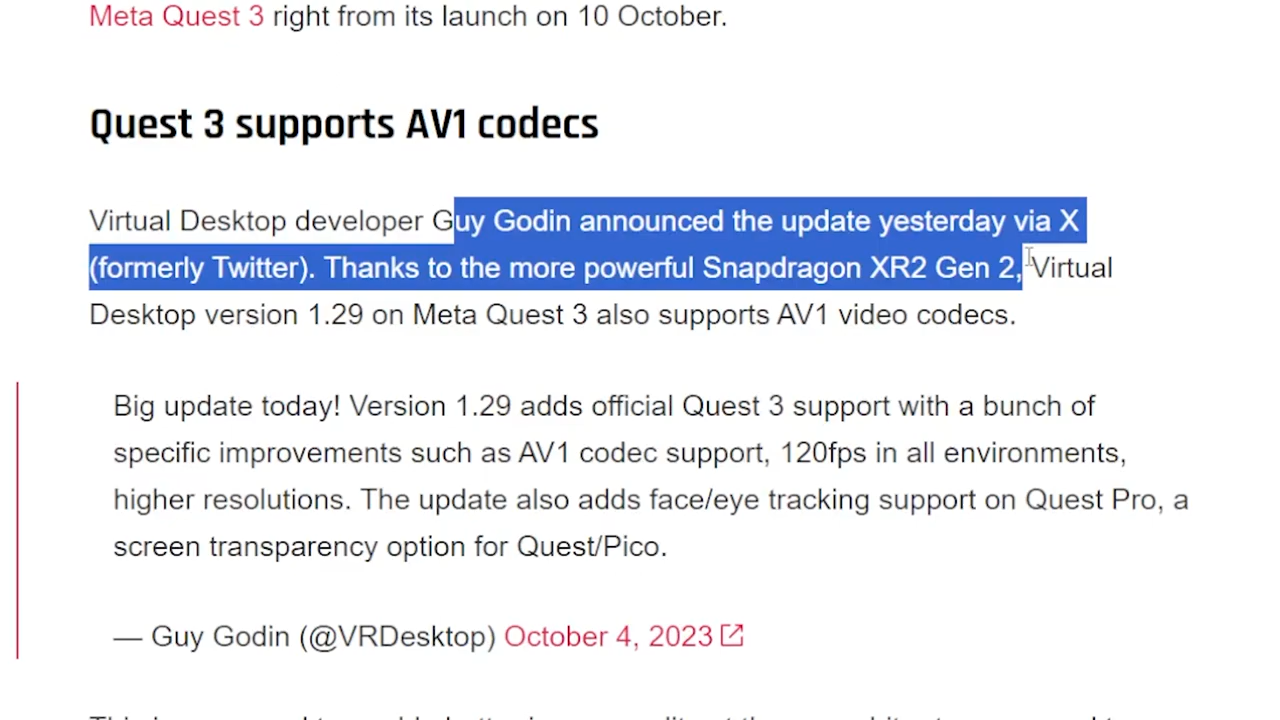 Meta Quest 3 right from its launch on 10 October.
Quest 3 supports AV1 codecs
Virtual Desktop developer Guy Godin announced the update yesterday via X
(formerly Twitter). Thanks to the more powerful Snapdragon XR2 Gen 2, Virtual
Desktop version 1.29 on Meta Quest 3 also supports AV1 video codecs.
Big update today! Version 1.29 adds official Quest 3 support with a bunch of
specific improvements such as AV1 codec support, 120fps in all environments,
higher resolutions. The update also adds face/eye tracking support on Quest Pro, a
screen transparency option for Quest/Pico.
— Guy Godin (@VRDesktop) October 4, 2023